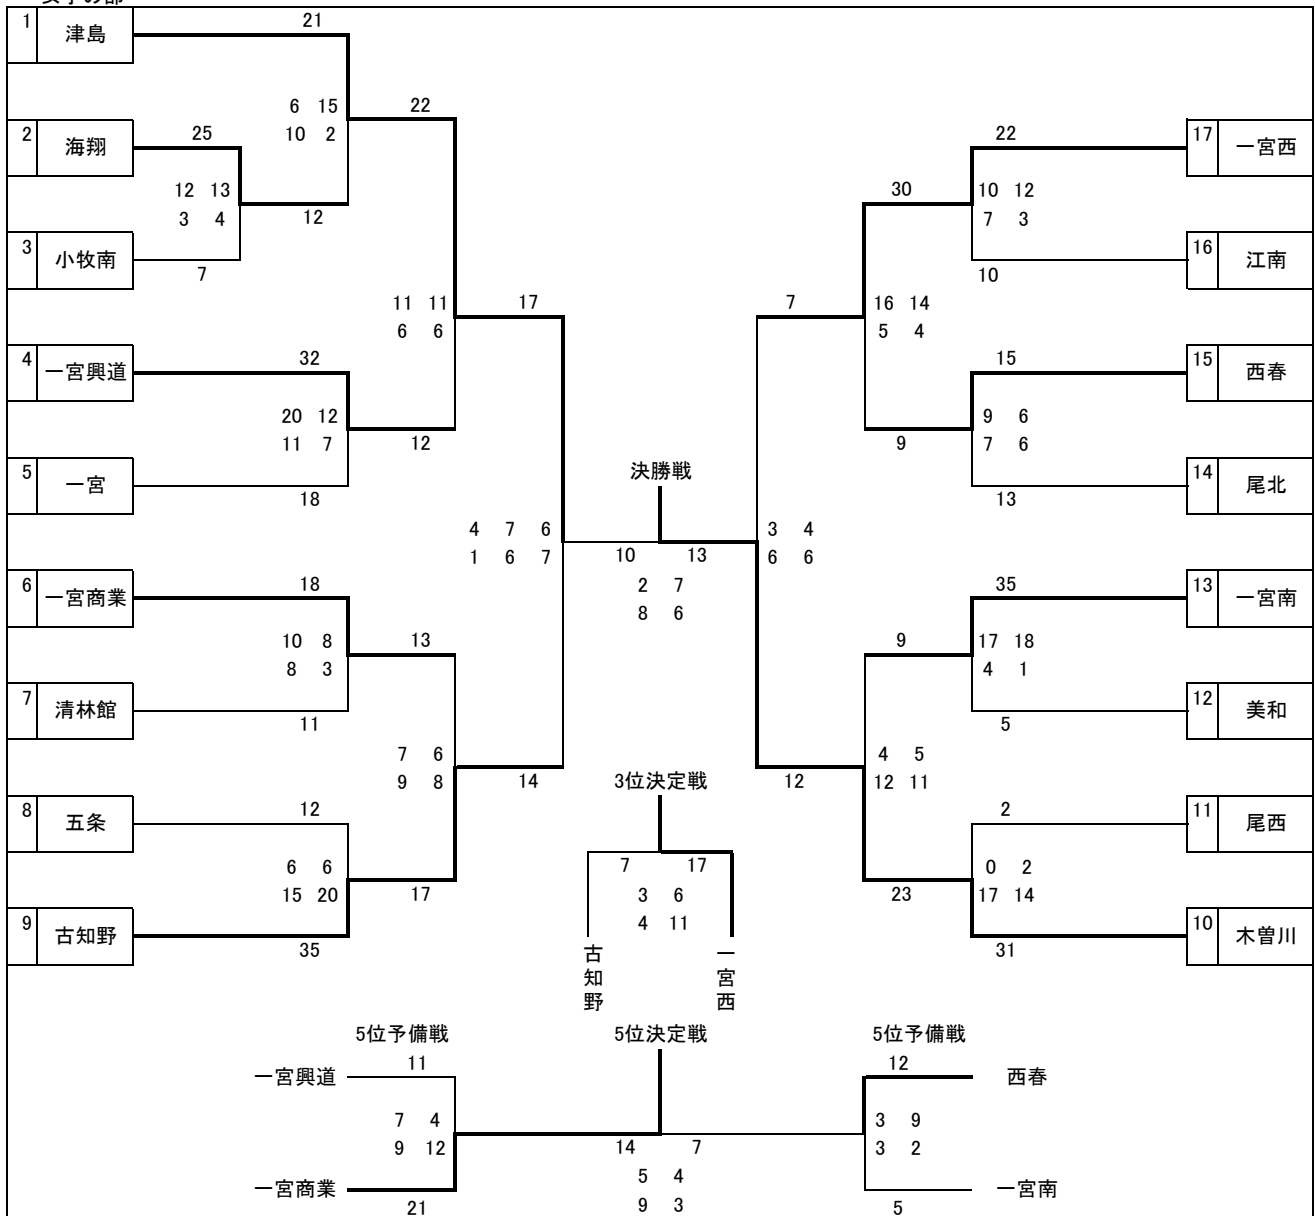 1 津島 21
6 15 22
10 2
2 海翔 25 22 17 一宮西
12 13 30 10 12
3 4 12 7 3
3 小牧南 16 江南
7 10
11 11 17 7 16 14
6 6 5 4
4 一宮興道 32 15 15 西春
20 12 9 6
11 7 12 9 7 6
5 一宮 決勝戦 14 尾北
18 13
4 7 6 3 4
1 6 7 10 13 6 6
6 一宮商業 18 2 7 35 13 一宮南
8 6
10 8 13 9 17 18
8 3 4 1
7 清林館 12 美和
11 5
7 6 4 5
9 8 14 3位決定戦 12 12 11
8 五条 12 2 11 尾西
6 6 7 17 0 2
15 20 17 3 6 23 17 14
4 11
9 古知野 10 木曽川
35 31
古知野 一宮西
5位予備戦 5位決定戦 5位予備戦
11 12
一宮興道 西春
7 4 3 9
9 12 14 7 3 2
5 4
一宮商業 一宮南
21 9 3 5